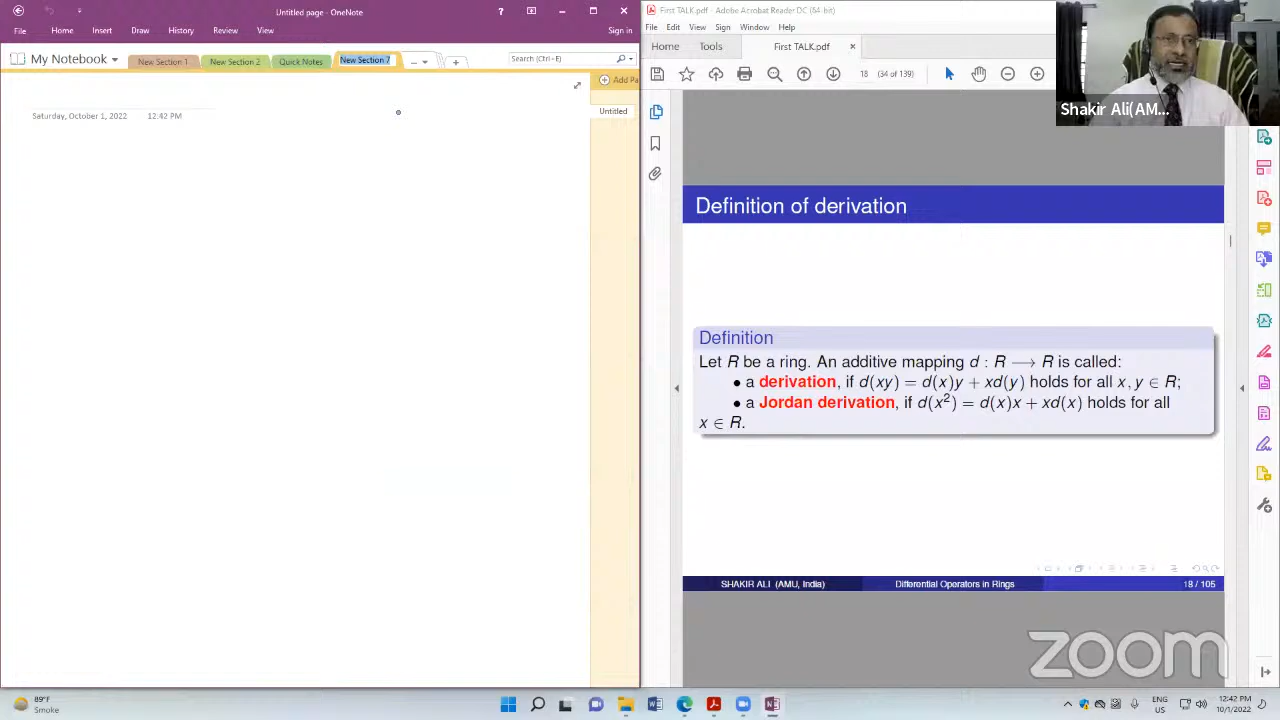 Untitled page - OneNote
File Home Insert Draw History Review View Sign in
My Notebook New Section 1 New Section 2 Quick Notes New Section 7 Search (Ctrl+E)
Add Pa
Untitled
Saturday, October 1, 2022 12:42 PM
First TALK.pdf - Adobe Acrobat Reader DC (64-bit)
File Edit View Sign Window Help
Home Tools First TALK.pdf
18 (34 of 139)
Shakir Ali(AM...
Definition of derivation
Definition
Let R be a ring. An additive mapping d : R ⟶ R is called:
• a derivation, if d(xy) = d(x)y + xd(y) holds for all x, y ∈ R;
• a Jordan derivation, if d(x²) = d(x)x + xd(x) holds for all
x ∈ R.
SHAKIR ALI (AMU, India) Differential Operators in Rings 18 / 105
zoom
89°F
Smoke
ENG
US
12:42 PM
10/1/2022